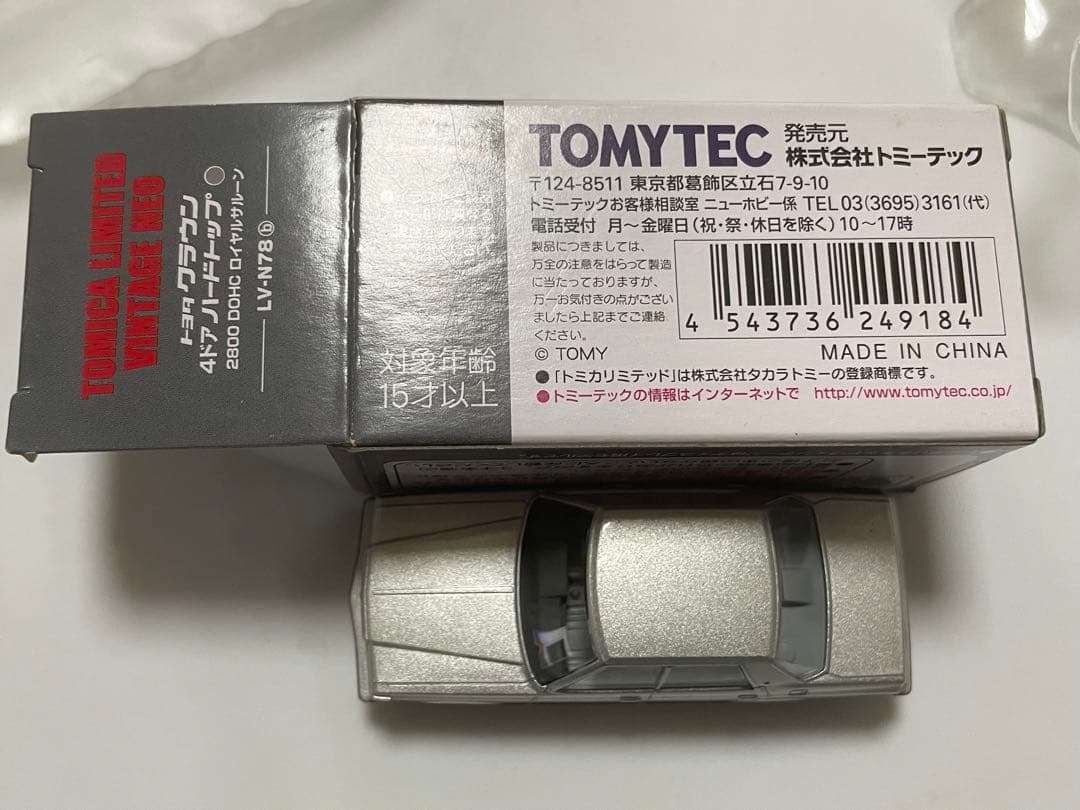 TOMICA LIMITED
VINTAGE NEO
トヨタ クラウン
4ドア ハードトップ
2800 DOHC ロイヤルサルーン
LV-N78 ⓑ
対象年齢
15才以上
TOMYTEC 発売元
株式会社トミーテック
〒124-8511 東京都葛飾区立石7-9-10
トミーテックお客様相談室 ニューホビー係 TEL 03(3695)3161(代)
電話受付 月〜金曜日(祝・祭・休日を除く)10〜17時
製品につきましては、
万全の注意をはらって製造
に当たっておりますが、
万一お気付きの点がござい
ましたら上記までご連絡
ください。
4 543736 249184
© TOMY
MADE IN CHINA
●「トミカリミテッド」は株式会社タカラトミーの登録商標です。
●トミーテックの情報はインターネットで http://www.tomytec.co.jp/